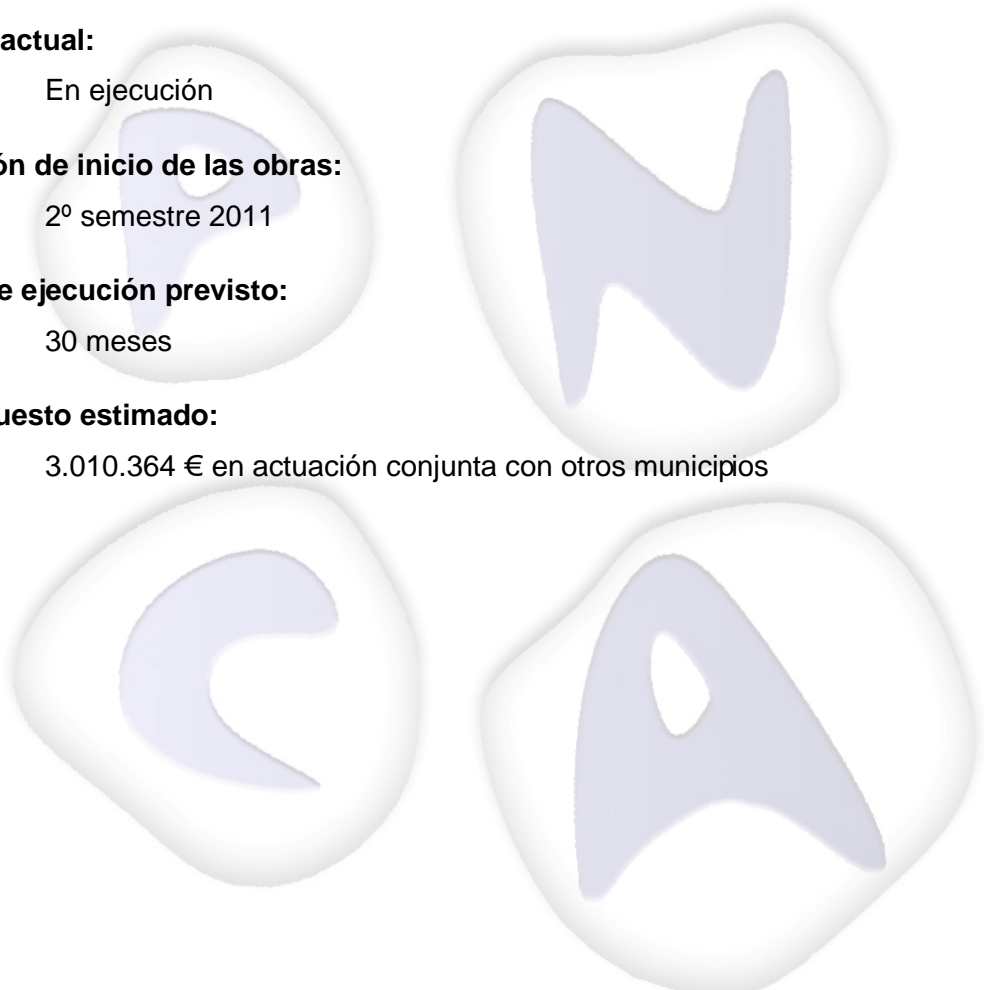 actual:
En ejecución
ón de inicio de las obras:
2º semestre 2011
e ejecución previsto:
30 meses
uesto estimado:
3.010.364 € en actuación conjunta con otros municipios
P N
C A